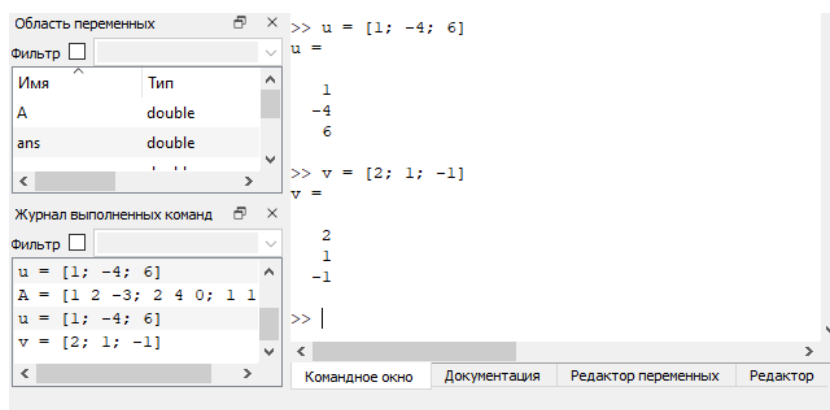 Область переменных
Фильтр
Имя Тип
A double
ans double
Журнал выполненных команд
Фильтр
u = [1; -4; 6]
A = [1 2 -3; 2 4 0; 1 1
u = [1; -4; 6]
v = [2; 1; -1]
>> u = [1; -4; 6]
u =
1
-4
6
>> v = [2; 1; -1]
v =
2
1
-1
>>
Командное окно Документация Редактор переменных Редактор